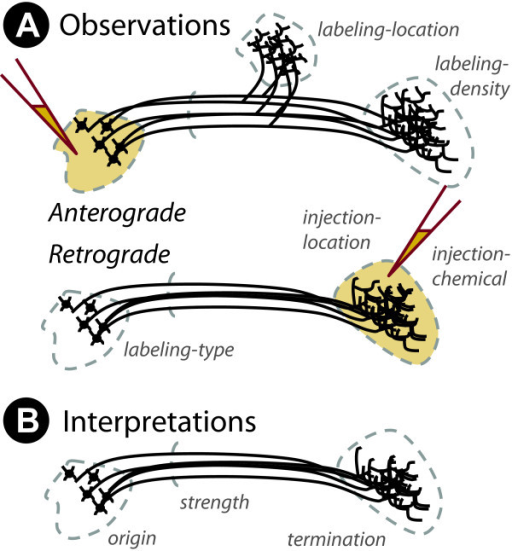 A Observations
labeling-location
labeling-
density
Anterograde
Retrograde
injection-
location
injection-
chemical
labeling-type
B Interpretations
strength
origin
termination